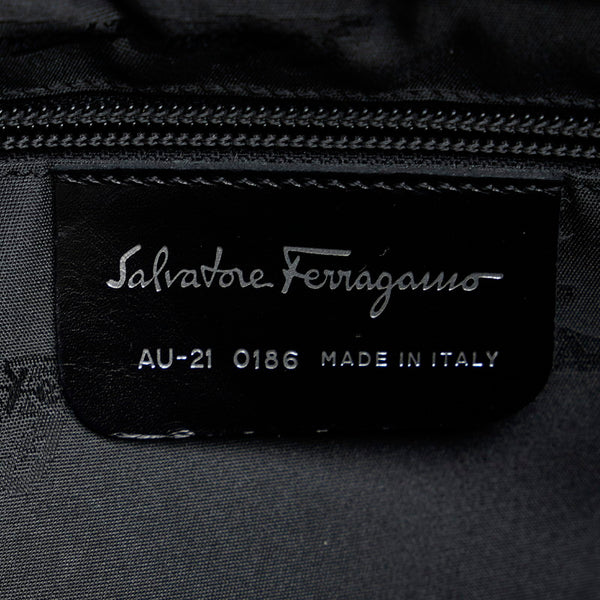 Salvatore Ferragamo
AU-21 0186 MADE IN ITALY